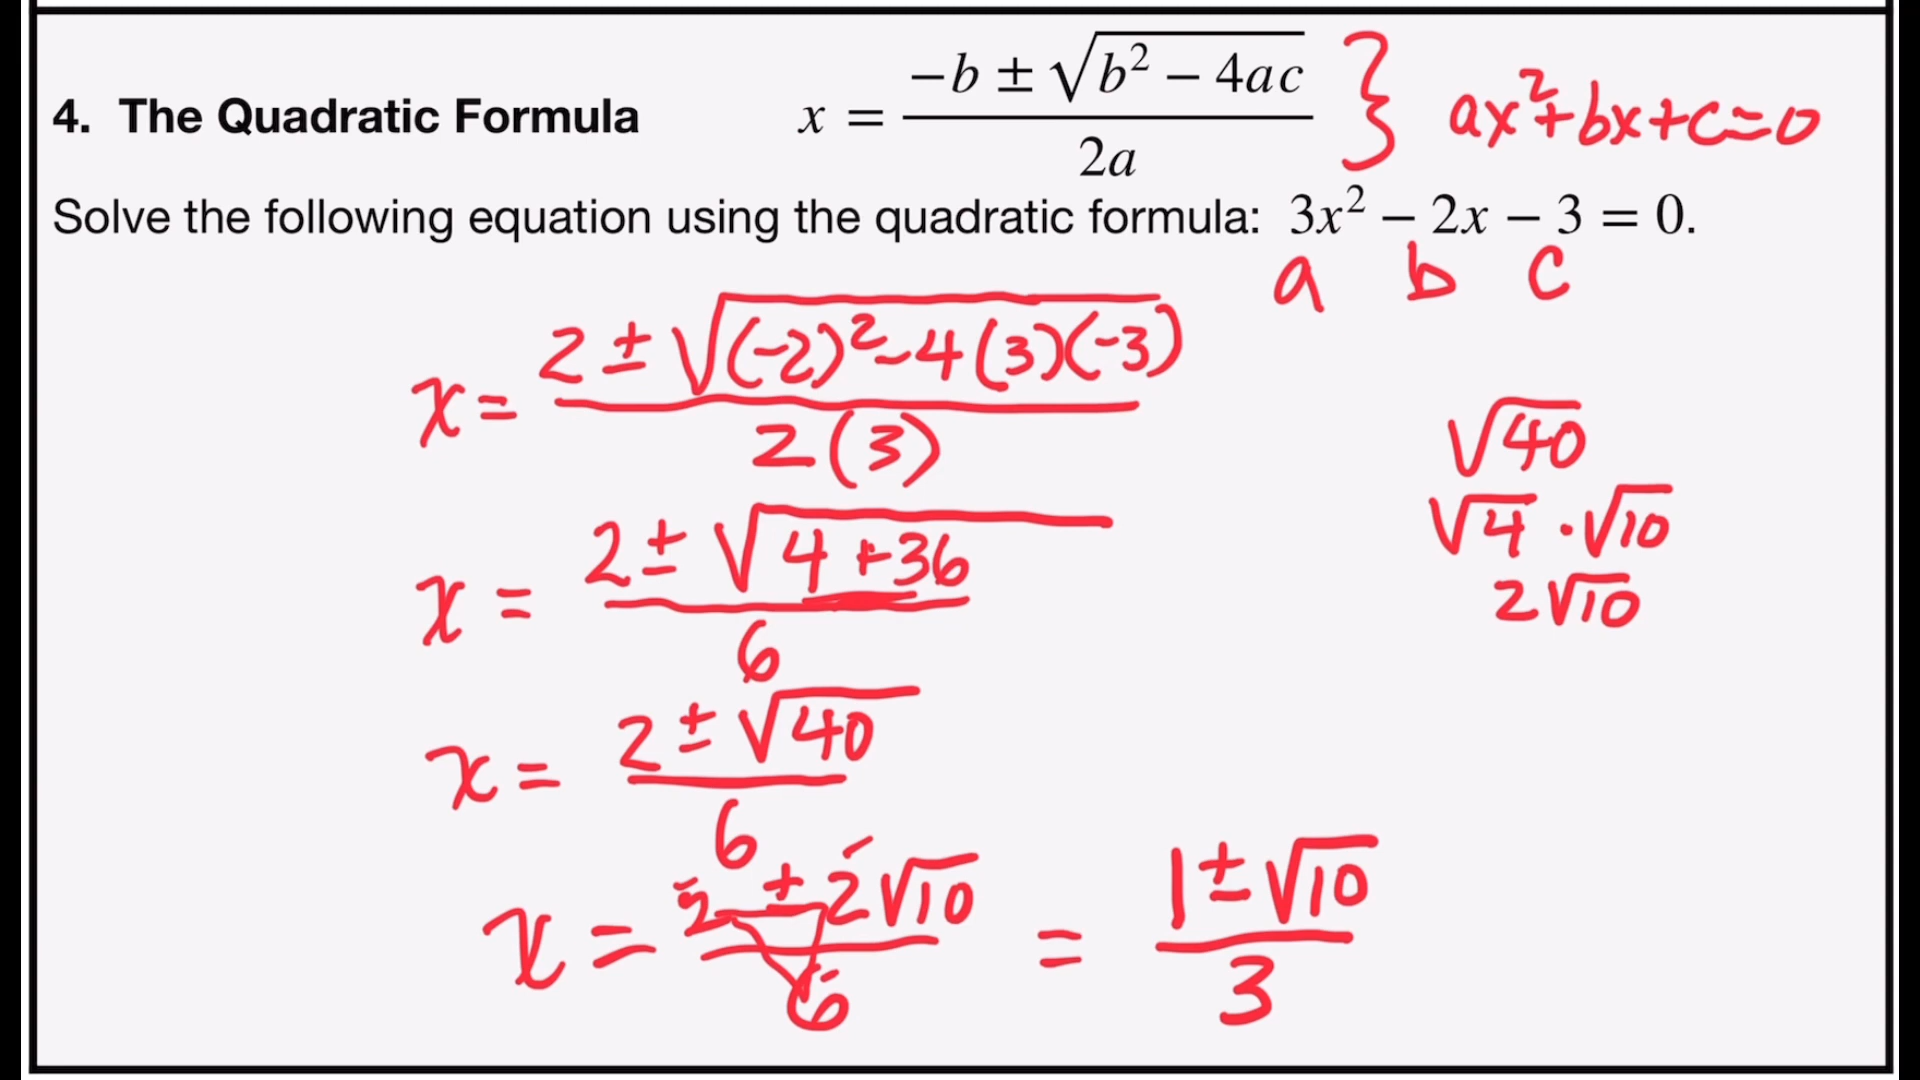 4. The Quadratic Formula x = (−b ± √(b² − 4ac)) / 2a } ax²+bx+c=0
Solve the following equation using the quadratic formula: 3x² − 2x − 3 = 0.
a b c
x = (2 ± √((-2)²-4(3)(-3))) / 2(3)
√40
√4 · √10
2√10
x = (2 ± √(4+36)) / 6
x = (2 ± √40) / 6
x = (2 ± 2√10) / 6 = (1 ± √10) / 3